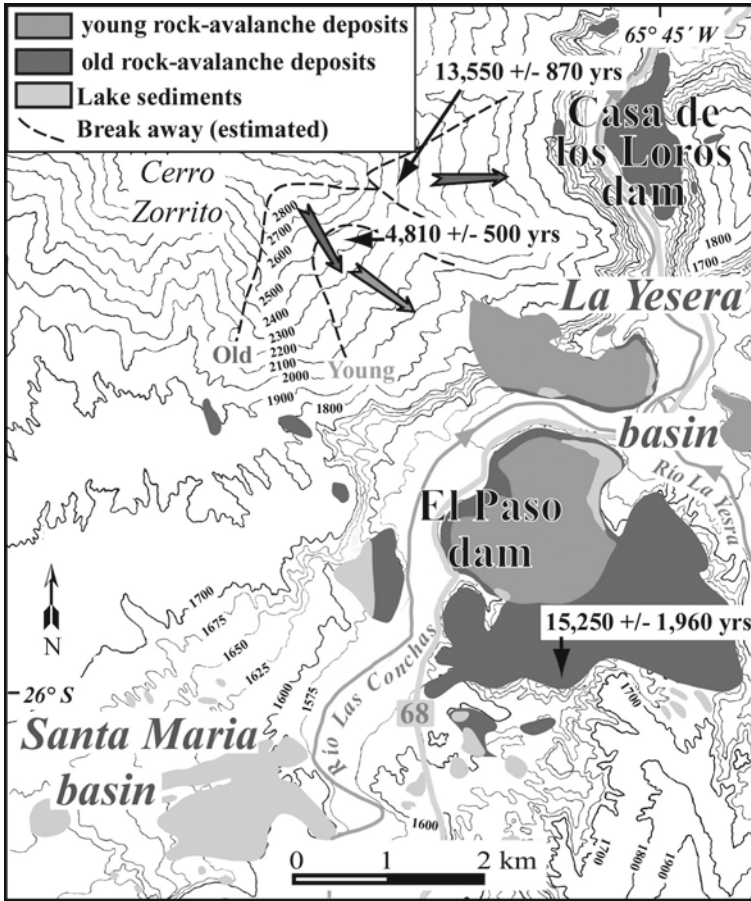 young rock-avalanche deposits
old rock-avalanche deposits
Lake sediments
Break away (estimated)
65° 45´ W
13,550 +/- 870 yrs
Casa de
los Loros
dam
Cerro
Zorrito
2800
2700
2600
2500
2400
2300
2200
2100
2000
1900
1800
4,810 +/- 500 yrs
1800
1700
La Yesera
Old
Young
basin
Río La Yesra
El Paso
dam
N
1700
1675
1650
1625
1600
1575
15,250 +/- 1,960 yrs
26° S
Río Las Conchas
68
1700
Santa Maria
basin
1600
1700
1800
1900
0 1 2 km